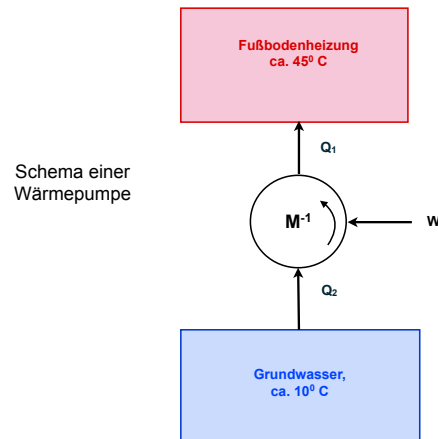 Fußbodenheizung
ca. 45⁰ C
Q₁
Schema einer
Wärmepumpe
M⁻¹
W
Q₂
Grundwasser,
ca. 10⁰ C